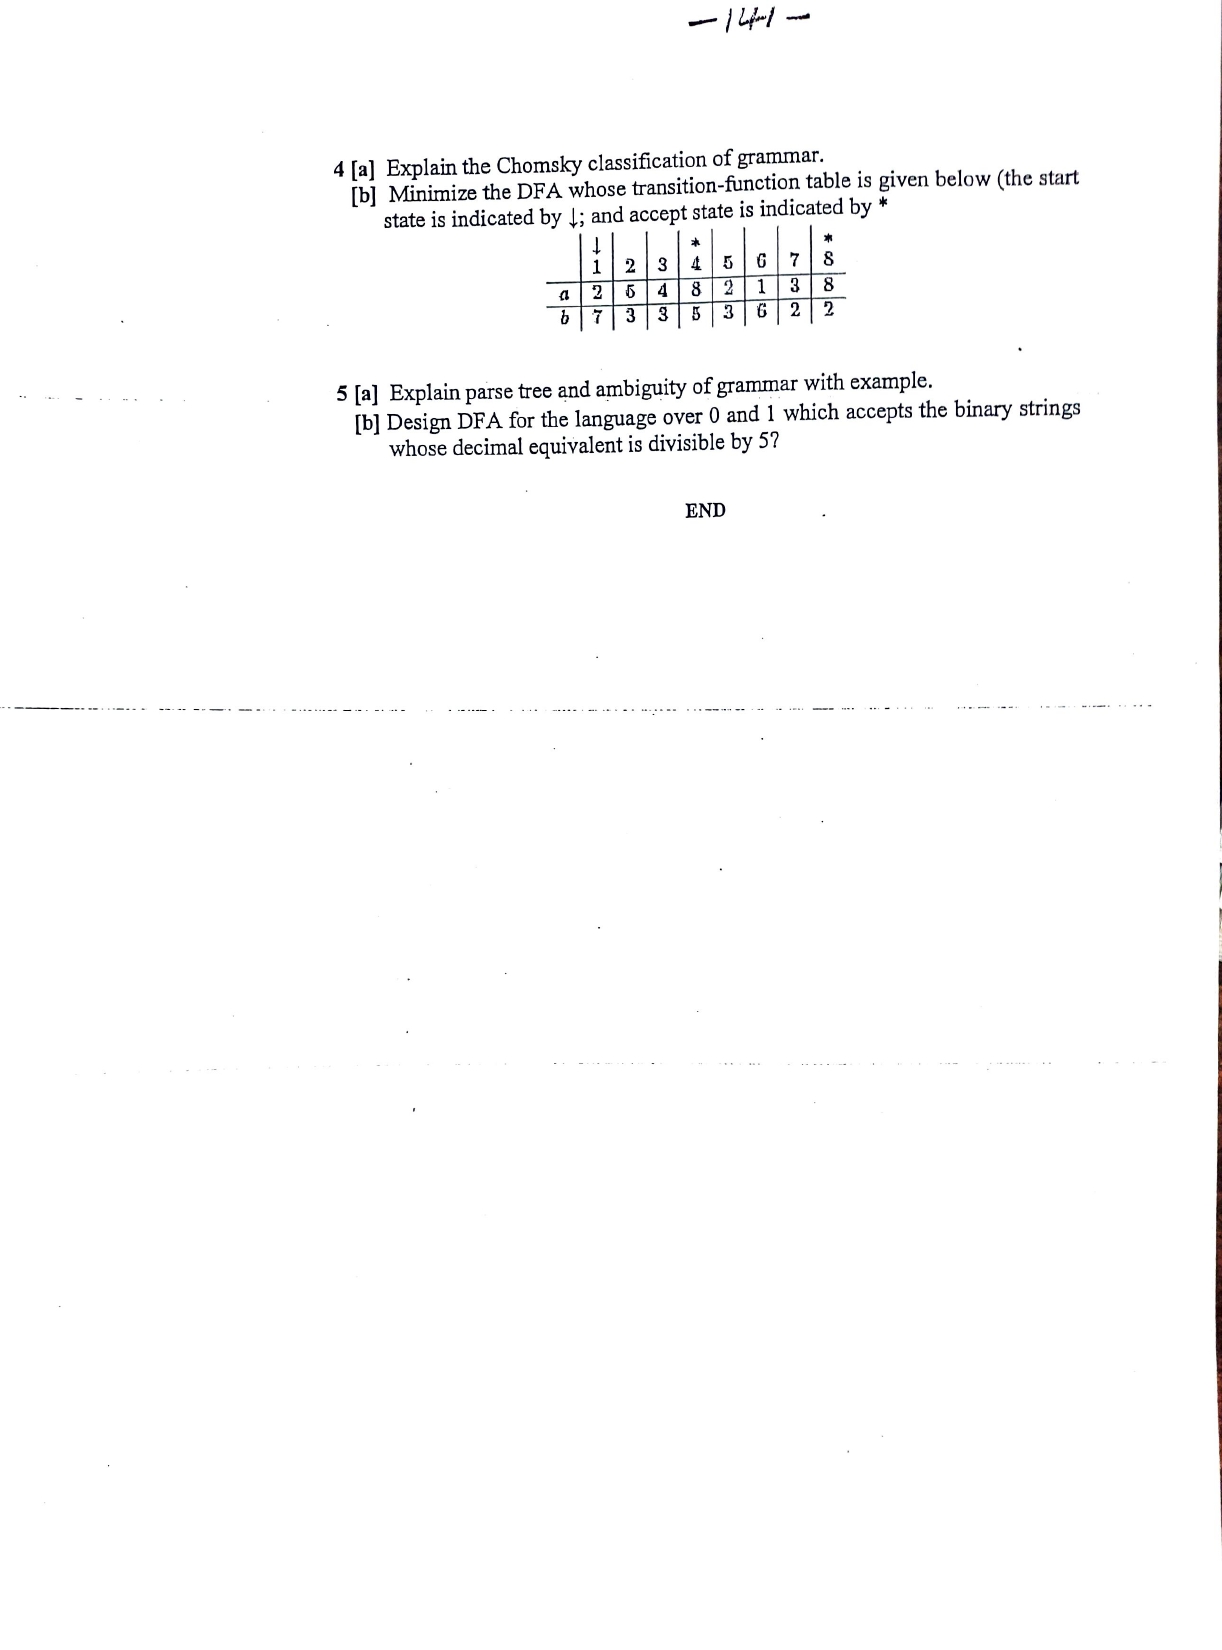 -141-
4 [a] Explain the Chomsky classification of grammar.
[b] Minimize the DFA whose transition-function table is given below (the start
state is indicated by ↓; and accept state is indicated by *
↓ * *
1 2 3 4 5 6 7 8
a 2 5 4 8 2 1 3 8
b 7 3 3 5 3 6 2 2
5 [a] Explain parse tree and ambiguity of grammar with example.
[b] Design DFA for the language over 0 and 1 which accepts the binary strings
whose decimal equivalent is divisible by 5?
END